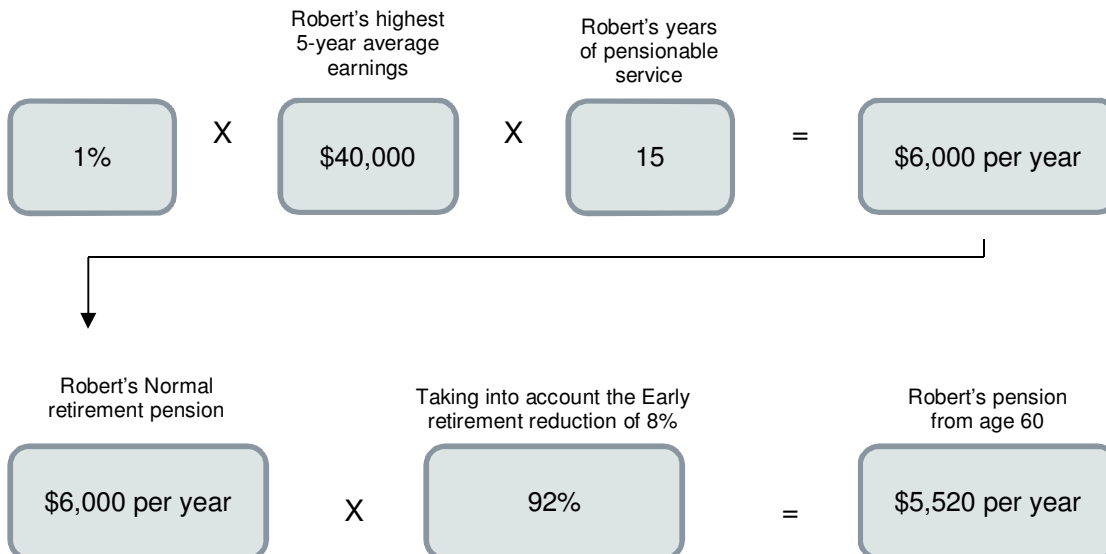 Robert's highest
5-year average
earnings
Robert's years
of pensionable
service
1%
X
$40,000
X
15
=
$6,000 per year
Robert's Normal
retirement pension
Taking into account the Early
retirement reduction of 8%
Robert's pension
from age 60
$6,000 per year
X
92%
=
$5,520 per year